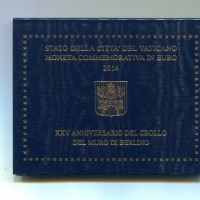 STATO DELLA CITTA' DEL VATICANO
MONETA COMMEMORATIVA IN EURO
2014
XXV ANNIVERSARIO DEL CROLLO
DEL MURO DI BERLINO